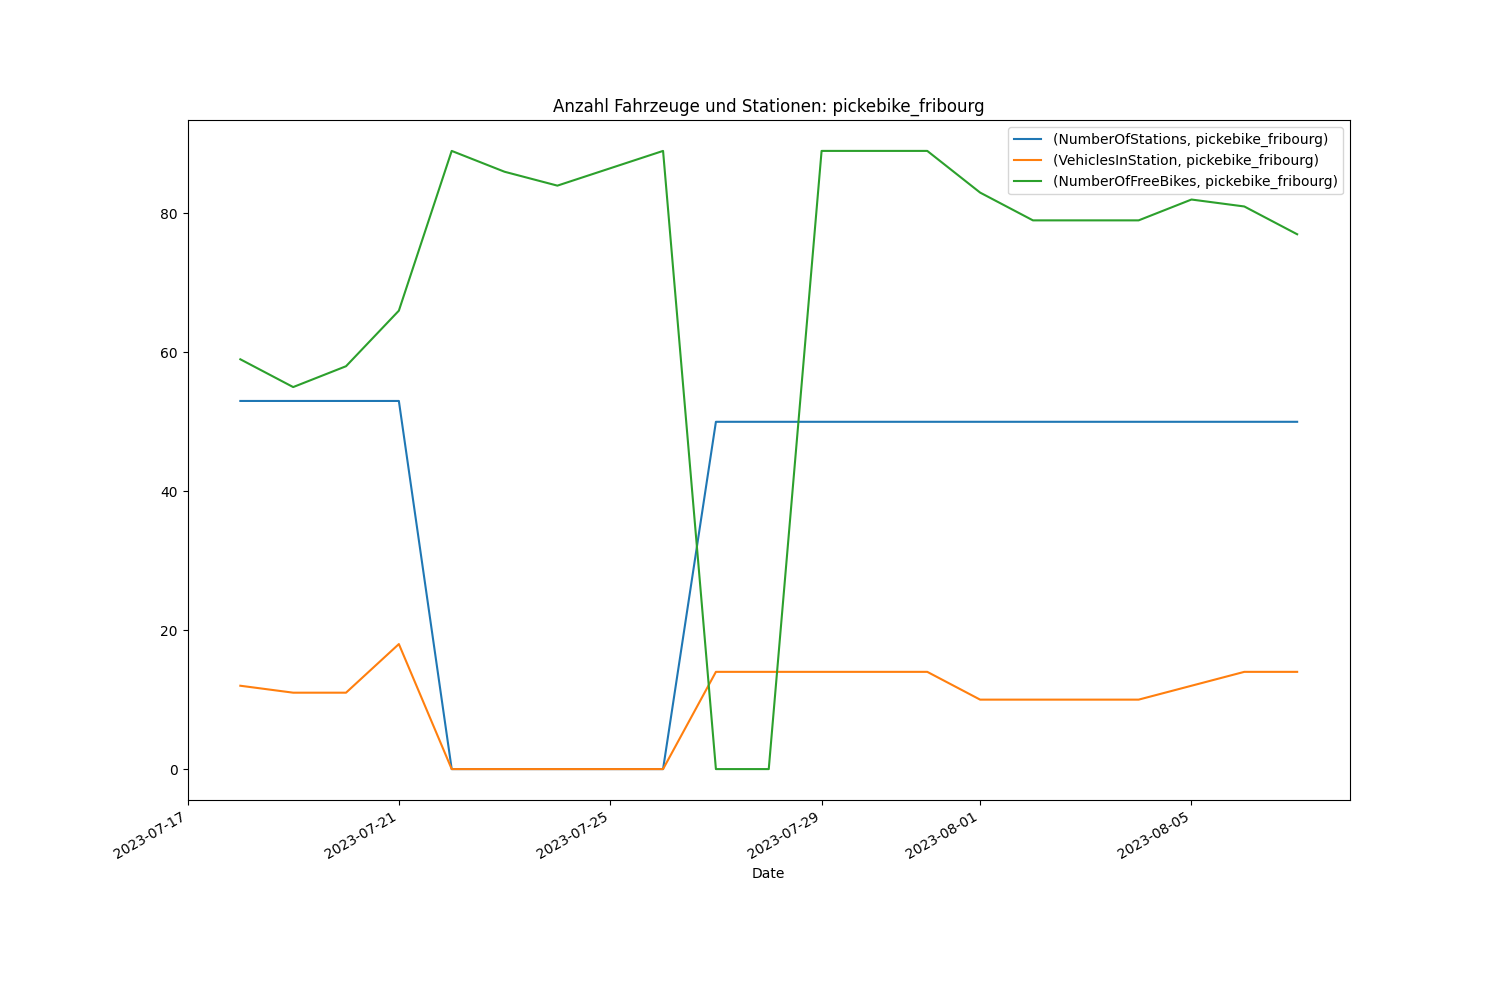 Anzahl Fahrzeuge und Stationen: pickebike_fribourg
(NumberOfStations, pickebike_fribourg)
(VehiclesInStation, pickebike_fribourg)
(NumberOfFreeBikes, pickebike_fribourg)
80
60
40
20
0
2023-07-17
2023-07-21
2023-07-25
2023-07-29
2023-08-01
2023-08-05
Date